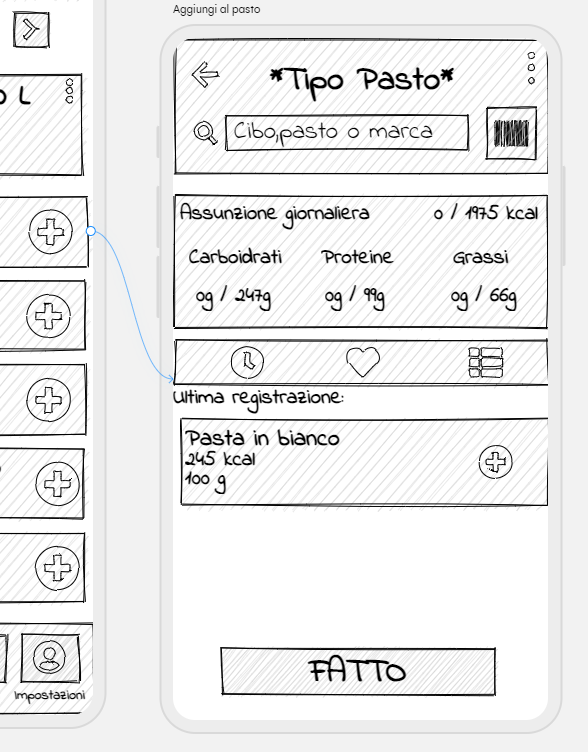 Aggiungi al pasto
L
Impostazioni
*Tipo Pasto*
Cibo,pasto o marca
Assunzione giornaliera 0 / 1975 kcal
Carboidrati Proteine Grassi
0g / 247g 0g / 99g 0g / 66g
Ultima registrazione:
Pasta in bianco
245 kcal
100 g
FATTO